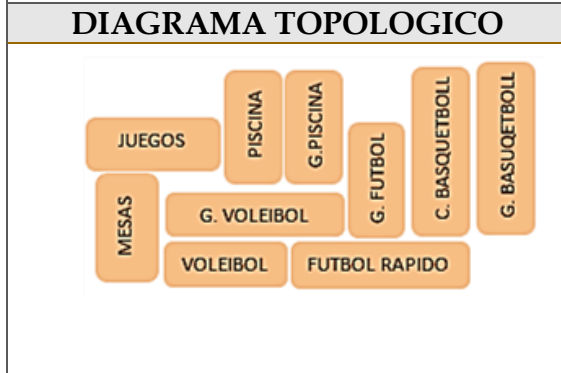 DIAGRAMA TOPOLOGICO
JUEGOS
PISCINA
G.PISCINA
G. FUTBOL
C. BASQUETBOLL
G. BASUQETBOLL
MESAS
G. VOLEIBOL
VOLEIBOL
FUTBOL RAPIDO